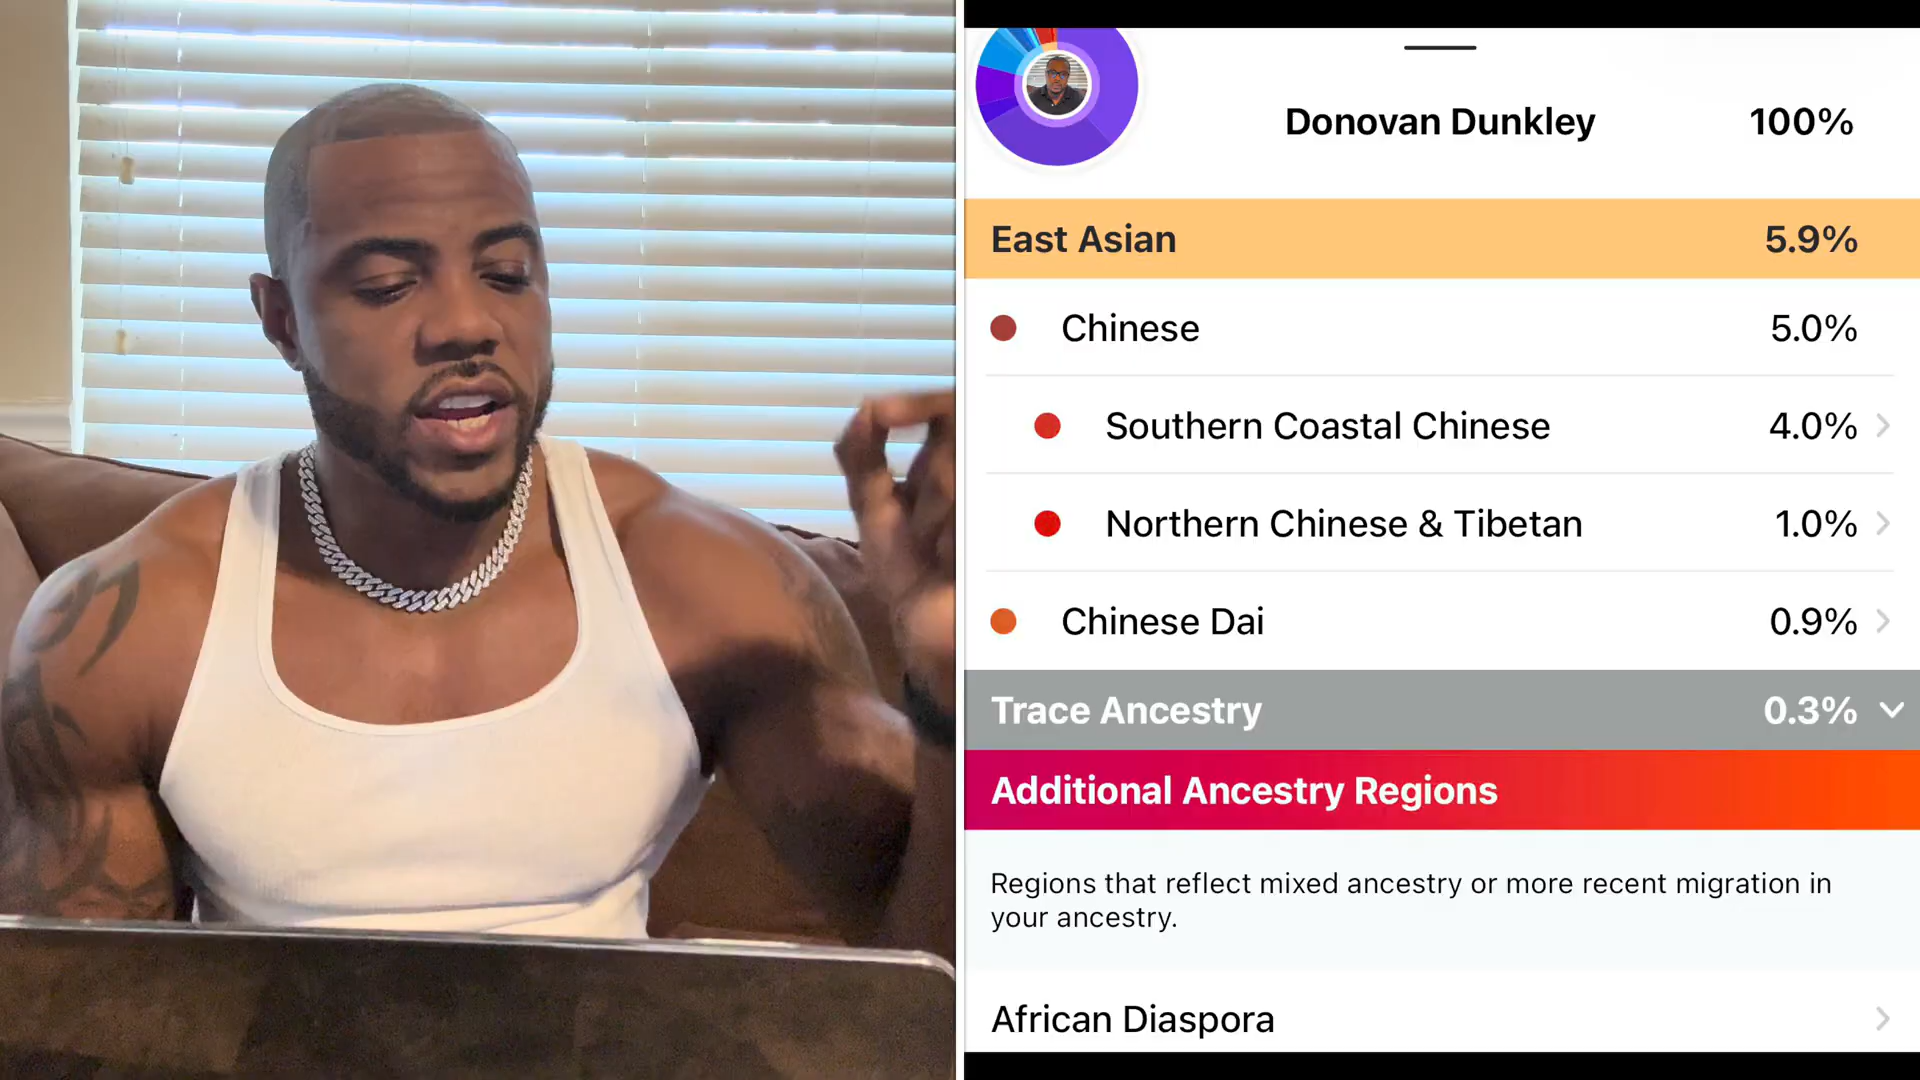 Donovan Dunkley 100%
East Asian 5.9%
Chinese 5.0%
Southern Coastal Chinese 4.0%
Northern Chinese & Tibetan 1.0%
Chinese Dai 0.9%
Trace Ancestry 0.3%
Additional Ancestry Regions
Regions that reflect mixed ancestry or more recent migration in
your ancestry.
African Diaspora